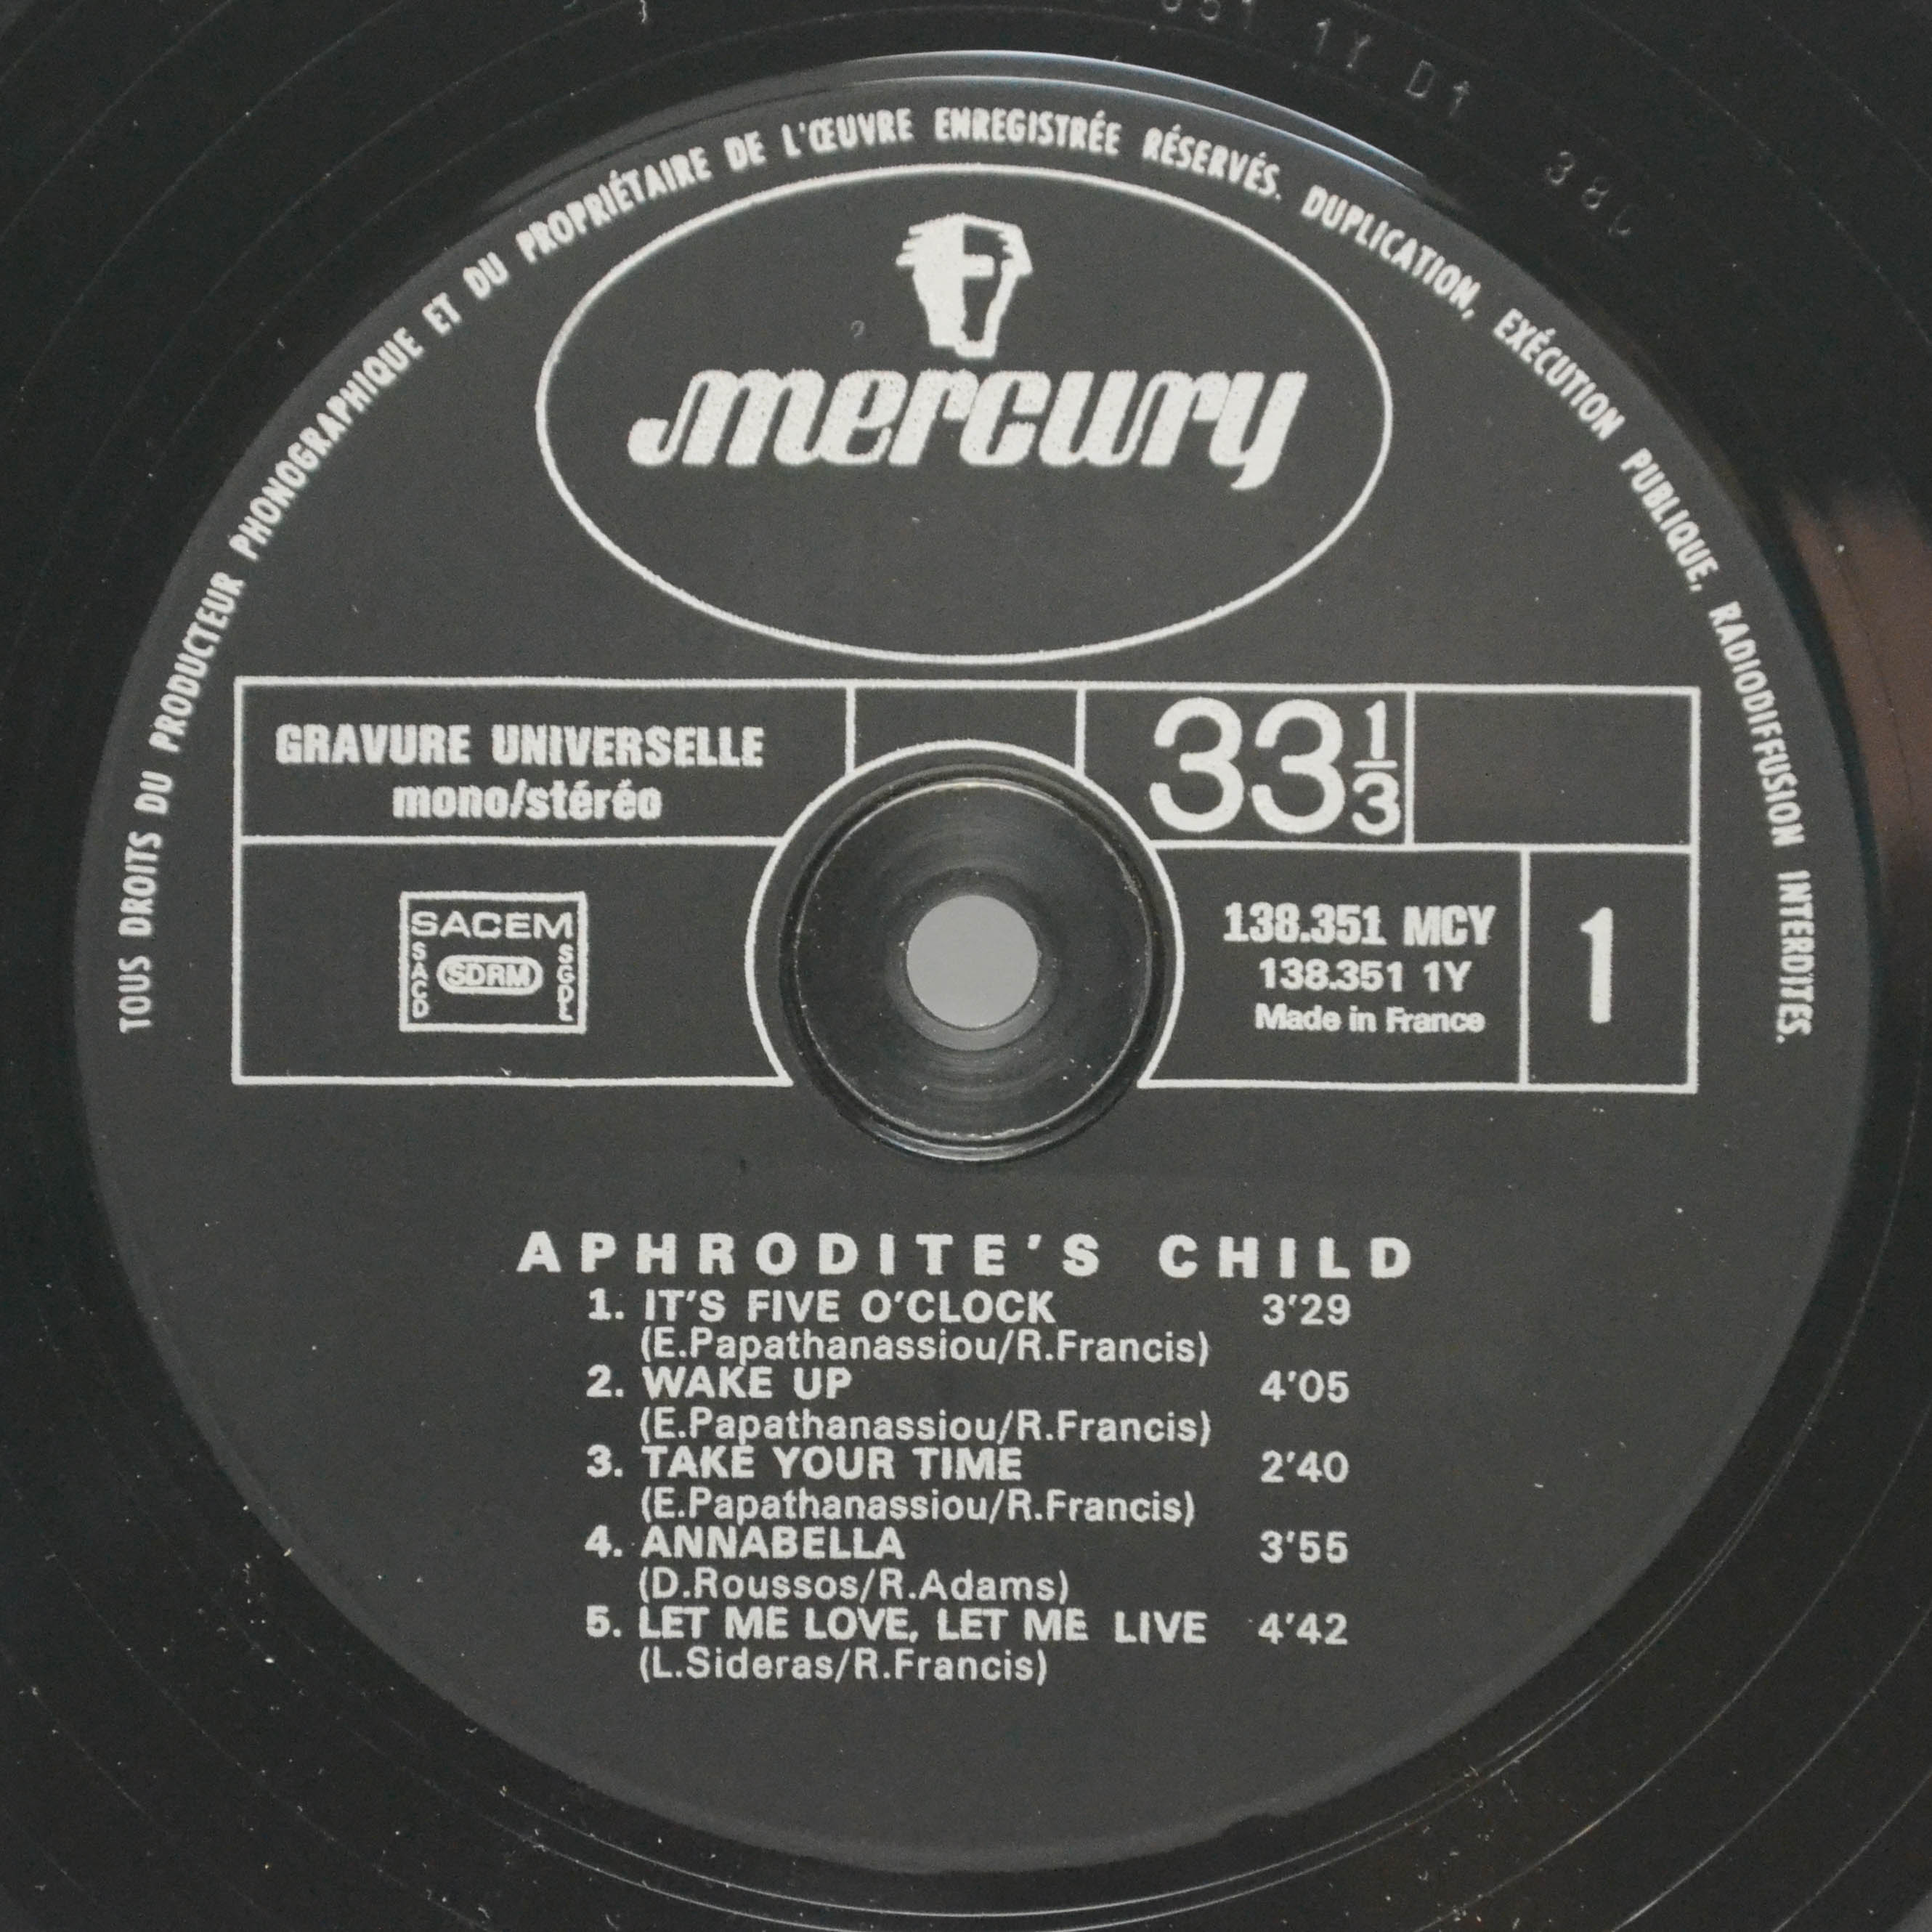 1Y D1 380
TOUS DROITS DU PRODUCTEUR PHONOGRAPHIQUE ET DU PROPRIÉTAIRE DE L'ŒUVRE ENREGISTRÉE RÉSERVÉS. DUPLICATION, EXÉCUTION PUBLIQUE, RADIODIFFUSION INTERDITES.
mercury
GRAVURE UNIVERSELLE
mono/stéréo
33 1/3
SACEM
SACD
SDRM
SGDL
138.351 MCY
138.351 1Y
Made in France
1
APHRODITE'S CHILD
1. IT'S FIVE O'CLOCK 3'29
(E.Papathanassiou/R.Francis)
2. WAKE UP 4'05
(E.Papathanassiou/R.Francis)
3. TAKE YOUR TIME 2'40
(E.Papathanassiou/R.Francis)
4. ANNABELLA 3'55
(D.Roussos/R.Adams)
5. LET ME LOVE, LET ME LIVE 4'42
(L.Sideras/R.Francis)